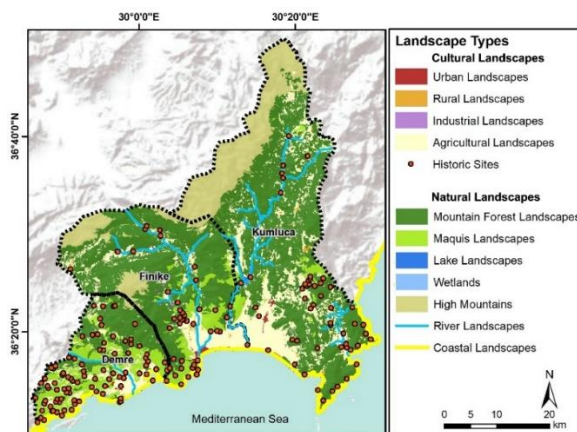 30°0'0"E 30°20'0"E
36°40'0"N
36°20'0"N
Kumluca
Finike
Demre
Mediterranean Sea
Landscape Types
Cultural Landscapes
Urban Landscapes
Rural Landscapes
Industrial Landscapes
Agricultural Landscapes
Historic Sites
Natural Landscapes
Mountain Forest Landscapes
Maquis Landscapes
Lake Landscapes
Wetlands
High Mountains
River Landscapes
Coastal Landscapes
N
0 5 10 20
km